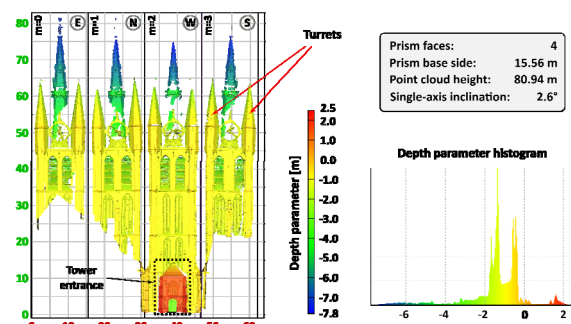 m=0 E m=1 N m=2 W m=3 S
80
70
60
50
40
30
20
10
0
Turrets
Tower
entrance
Depth parameter [m]
2.5
2.0
1.0
0.0
-1.0
-2.0
-3.0
-4.0
-5.0
-6.0
-7.0
-7.8
Prism faces: 4
Prism base side: 15.56 m
Point cloud height: 80.94 m
Single-axis inclination: 2.6°
Depth parameter histogram
-6 -4 -2 0 2